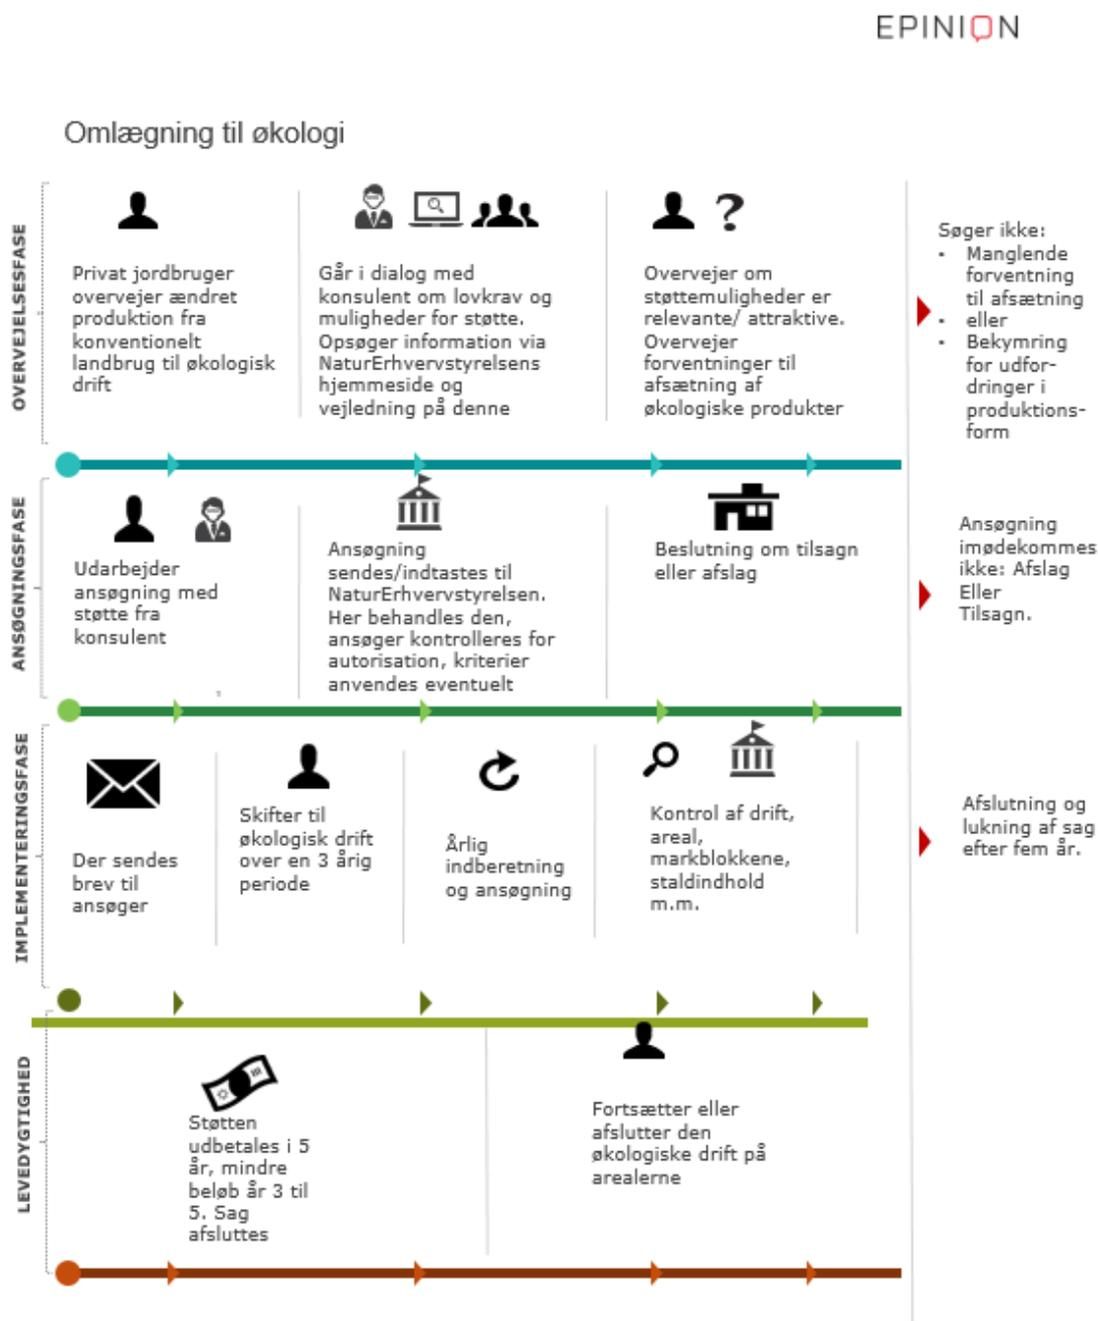 EPINION
Omlægning til økologi
OVERVEJELSESFASE
Privat jordbruger
overvejer ændret
produktion fra
konventionelt
landbrug til økologisk
drift
Går i dialog med
konsulent om lovkrav og
muligheder for støtte.
Opsøger information via
NaturErhvervstyrelsens
hjemmeside og
vejledning på denne
?
Overvejer om
støttemuligheder er
relevante/ attraktive.
Overvejer
forventninger til
afsætning af
økologiske produkter
Søger ikke:
• Manglende
forventning
til afsætning
• eller
• Bekymring
for udfor-
dringer i
produktions-
form
ANSØGNINGSFASE
Udarbejder
ansøgning med
støtte fra
konsulent
Ansøgning
sendes/indtastes til
NaturErhvervstyrelsen.
Her behandles den,
ansøger kontrolleres for
autorisation, kriterier
anvendes eventuelt
Beslutning om tilsagn
eller afslag
Ansøgning
imødekommes
ikke: Afslag
Eller
Tilsagn.
1
IMPLEMENTERINGSFASE
Der sendes
brev til
ansøger
Skifter til
økologisk drift
over en 3 årig
periode
Årlig
indberetning
og ansøgning
Kontrol af drift,
areal,
markblokkene,
staldindhold
m.m.
Afslutning og
lukning af sag
efter fem år.
LEVEDYGTIGHED
Støtten
udbetales i 5
år, mindre
beløb år 3 til
5. Sag
afsluttes
Fortsætter eller
afslutter den
økologiske drift på
arealerne